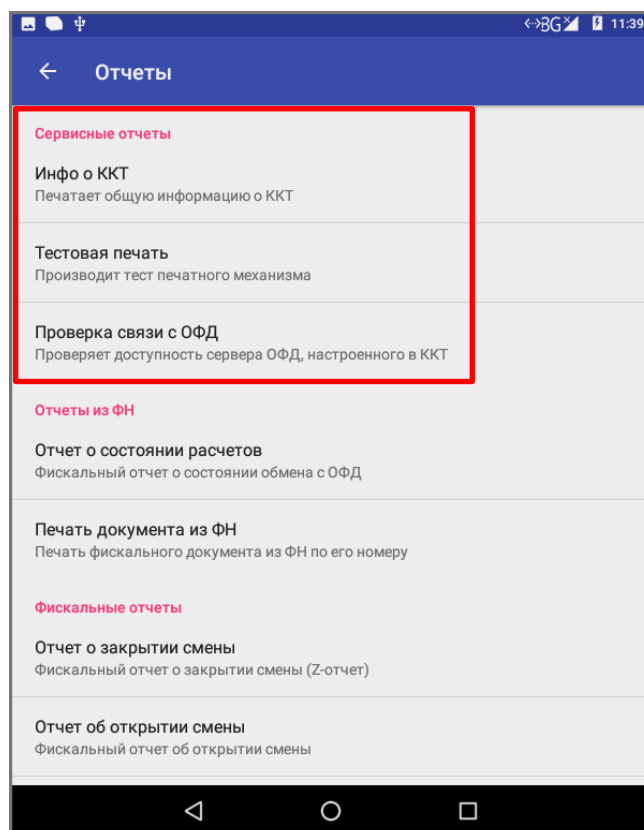 3G 11:39
Отчеты
Сервисные отчеты
Инфо о ККТ
Печатает общую информацию о ККТ
Тестовая печать
Производит тест печатного механизма
Проверка связи с ОФД
Проверяет доступность сервера ОФД, настроенного в ККТ
Отчеты из ФН
Отчет о состоянии расчетов
Фискальный отчет о состоянии обмена с ОФД
Печать документа из ФН
Печать фискального документа из ФН по его номеру
Фискальные отчеты
Отчет о закрытии смены
Фискальный отчет о закрытии смены (Z-отчет)
Отчет об открытии смены
Фискальный отчет об открытии смены